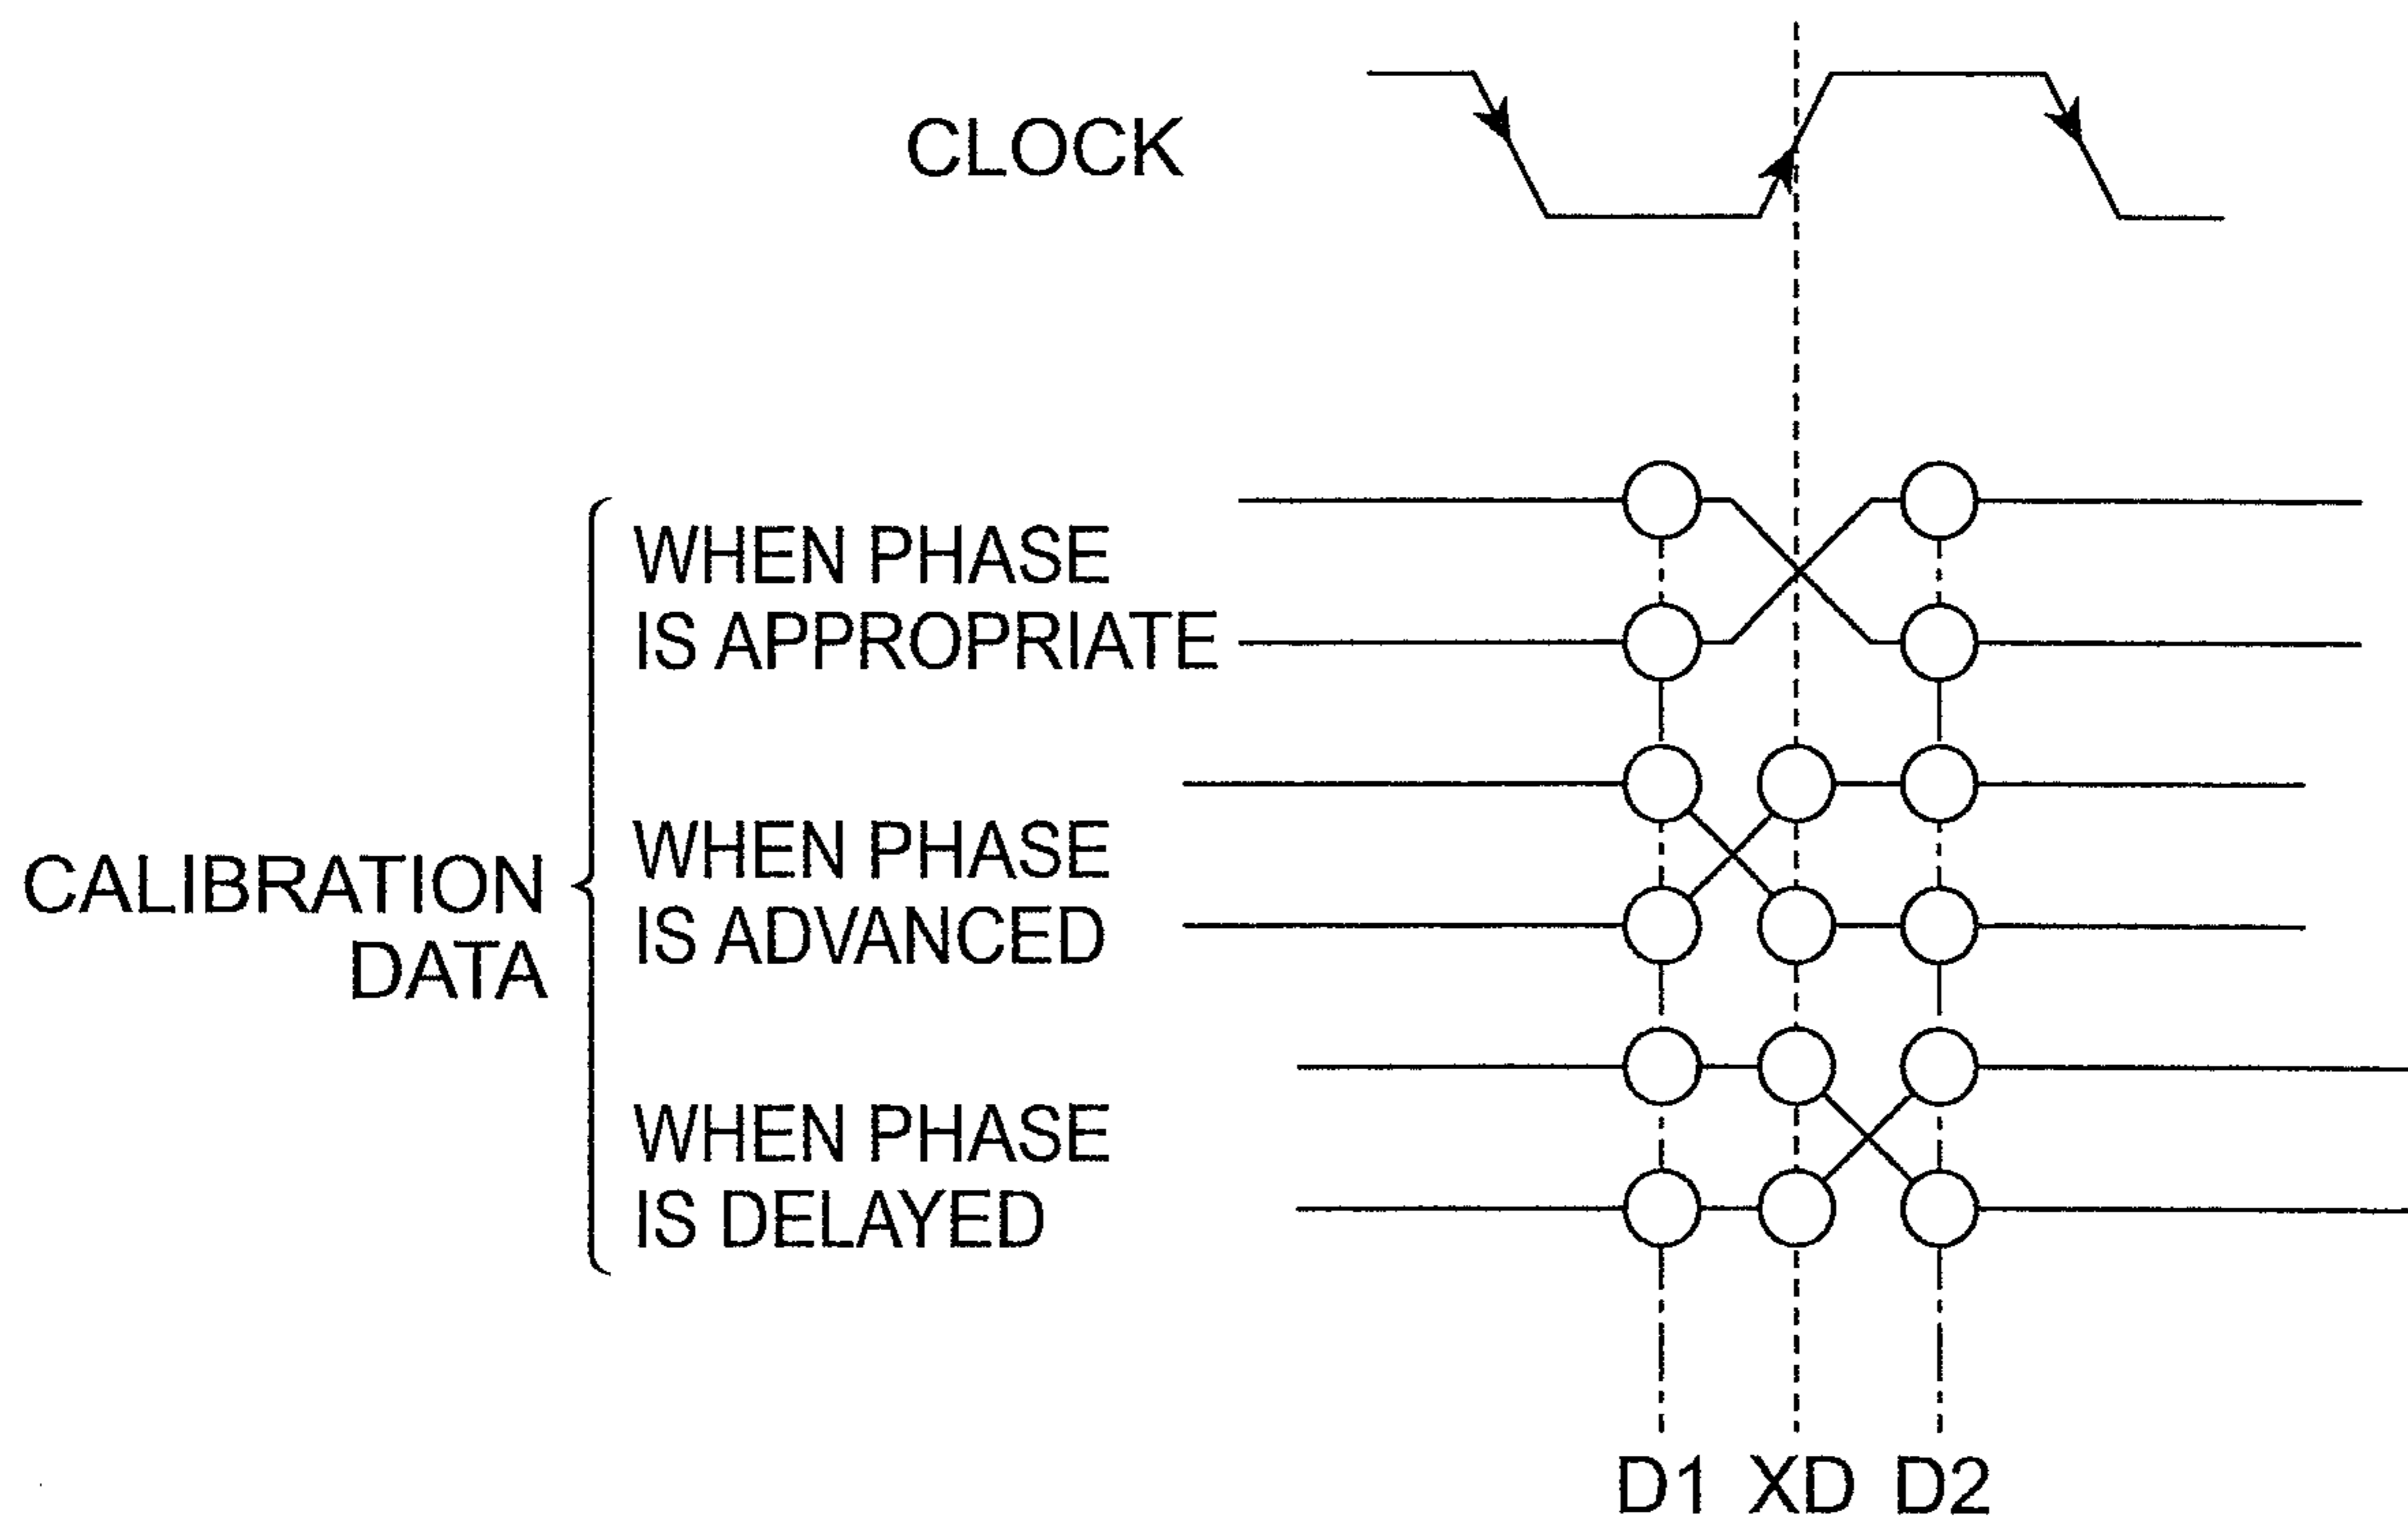 CLOCK
WHEN PHASE
IS APPROPRIATE
WHEN PHASE
IS ADVANCED
CALIBRATION
DATA
WHEN PHASE
IS DELAYED
D1 XD D2